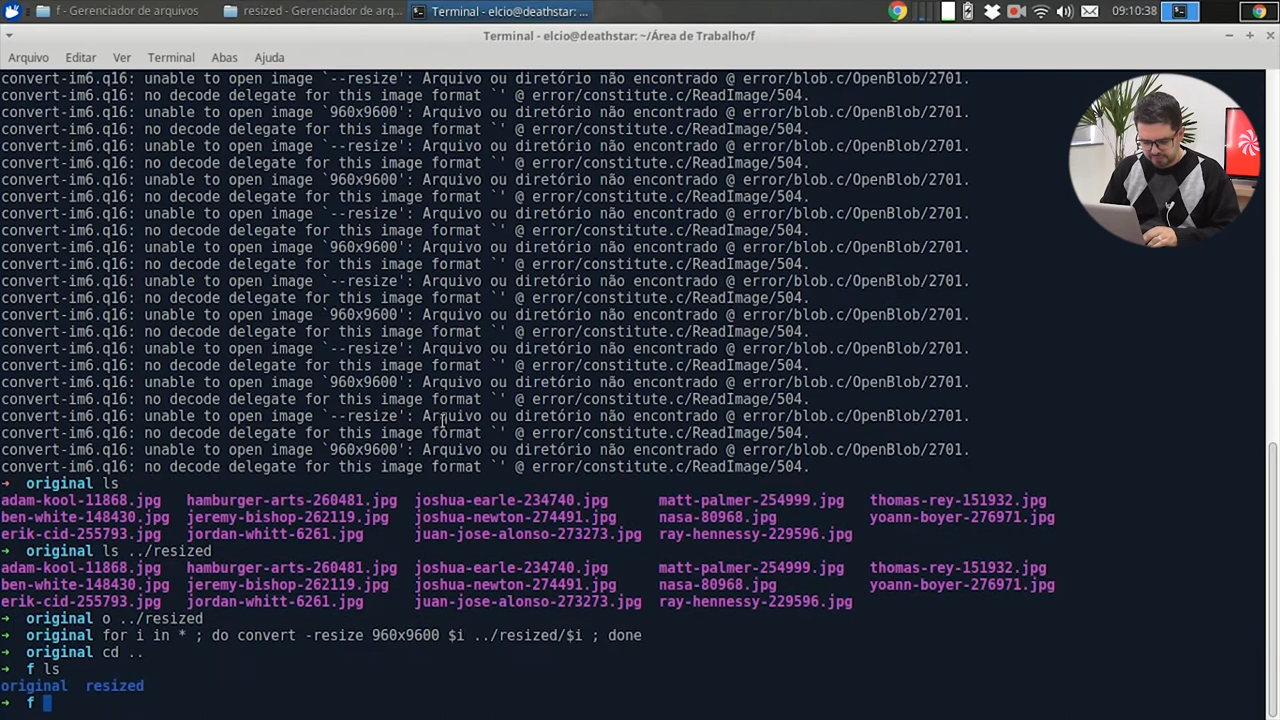 f - Gerenciador de arquivos
resized - Gerenciador de arq...
Terminal - elcio@deathstar: ...
09:10:38
Terminal - elcio@deathstar: ~/Área de Trabalho/f
Arquivo Editar Ver Terminal Abas Ajuda
convert-im6.q16: unable to open image `--resize': Arquivo ou diretório não encontrado @ error/blob.c/OpenBlob/2701.
convert-im6.q16: no decode delegate for this image format `' @ error/constitute.c/ReadImage/504.
convert-im6.q16: unable to open image `960x9600': Arquivo ou diretório não encontrado @ error/blob.c/OpenBlob/2701.
convert-im6.q16: no decode delegate for this image format `' @ error/constitute.c/ReadImage/504.
convert-im6.q16: unable to open image `--resize': Arquivo ou diretório não encontrado @ error/blob.c/OpenBlob/2701.
convert-im6.q16: no decode delegate for this image format `' @ error/constitute.c/ReadImage/504.
convert-im6.q16: unable to open image `960x9600': Arquivo ou diretório não encontrado @ error/blob.c/OpenBlob/2701.
convert-im6.q16: no decode delegate for this image format `' @ error/constitute.c/ReadImage/504.
convert-im6.q16: unable to open image `--resize': Arquivo ou diretório não encontrado @ error/blob.c/OpenBlob/2701.
convert-im6.q16: no decode delegate for this image format `' @ error/constitute.c/ReadImage/504.
convert-im6.q16: unable to open image `960x9600': Arquivo ou diretório não encontrado @ error/blob.c/OpenBlob/2701.
convert-im6.q16: no decode delegate for this image format `' @ error/constitute.c/ReadImage/504.
convert-im6.q16: unable to open image `--resize': Arquivo ou diretório não encontrado @ error/blob.c/OpenBlob/2701.
convert-im6.q16: no decode delegate for this image format `' @ error/constitute.c/ReadImage/504.
convert-im6.q16: unable to open image `960x9600': Arquivo ou diretório não encontrado @ error/blob.c/OpenBlob/2701.
convert-im6.q16: no decode delegate for this image format `' @ error/constitute.c/ReadImage/504.
convert-im6.q16: unable to open image `--resize': Arquivo ou diretório não encontrado @ error/blob.c/OpenBlob/2701.
convert-im6.q16: no decode delegate for this image format `' @ error/constitute.c/ReadImage/504.
convert-im6.q16: unable to open image `960x9600': Arquivo ou diretório não encontrado @ error/blob.c/OpenBlob/2701.
convert-im6.q16: no decode delegate for this image format `' @ error/constitute.c/ReadImage/504.
convert-im6.q16: unable to open image `--resize': Arquivo ou diretório não encontrado @ error/blob.c/OpenBlob/2701.
convert-im6.q16: no decode delegate for this image format `' @ error/constitute.c/ReadImage/504.
convert-im6.q16: unable to open image `960x9600': Arquivo ou diretório não encontrado @ error/blob.c/OpenBlob/2701.
convert-im6.q16: no decode delegate for this image format `' @ error/constitute.c/ReadImage/504.
➜ original ls
adam-kool-11868.jpg hamburger-arts-260481.jpg joshua-earle-234740.jpg matt-palmer-254999.jpg thomas-rey-151932.jpg
ben-white-148430.jpg jeremy-bishop-262119.jpg joshua-newton-274491.jpg nasa-80968.jpg yoann-boyer-276971.jpg
erik-cid-255793.jpg jordan-whitt-6261.jpg juan-jose-alonso-273273.jpg ray-hennessy-229596.jpg
➜ original ls ../resized
adam-kool-11868.jpg hamburger-arts-260481.jpg joshua-earle-234740.jpg matt-palmer-254999.jpg thomas-rey-151932.jpg
ben-white-148430.jpg jeremy-bishop-262119.jpg joshua-newton-274491.jpg nasa-80968.jpg yoann-boyer-276971.jpg
erik-cid-255793.jpg jordan-whitt-6261.jpg juan-jose-alonso-273273.jpg ray-hennessy-229596.jpg
➜ original o ../resized
➜ original for i in * ; do convert -resize 960x9600 $i ../resized/$i ; done
➜ original cd ..
➜ f ls
original resized
➜ f